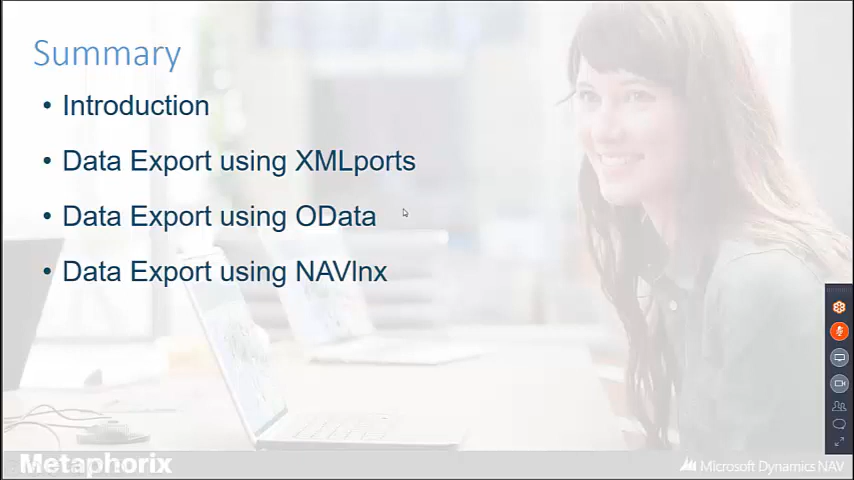 Summary
• Introduction
• Data Export using XMLports
• Data Export using OData
• Data Export using NAVlnx
Metaphorix
Microsoft Dynamics NAV